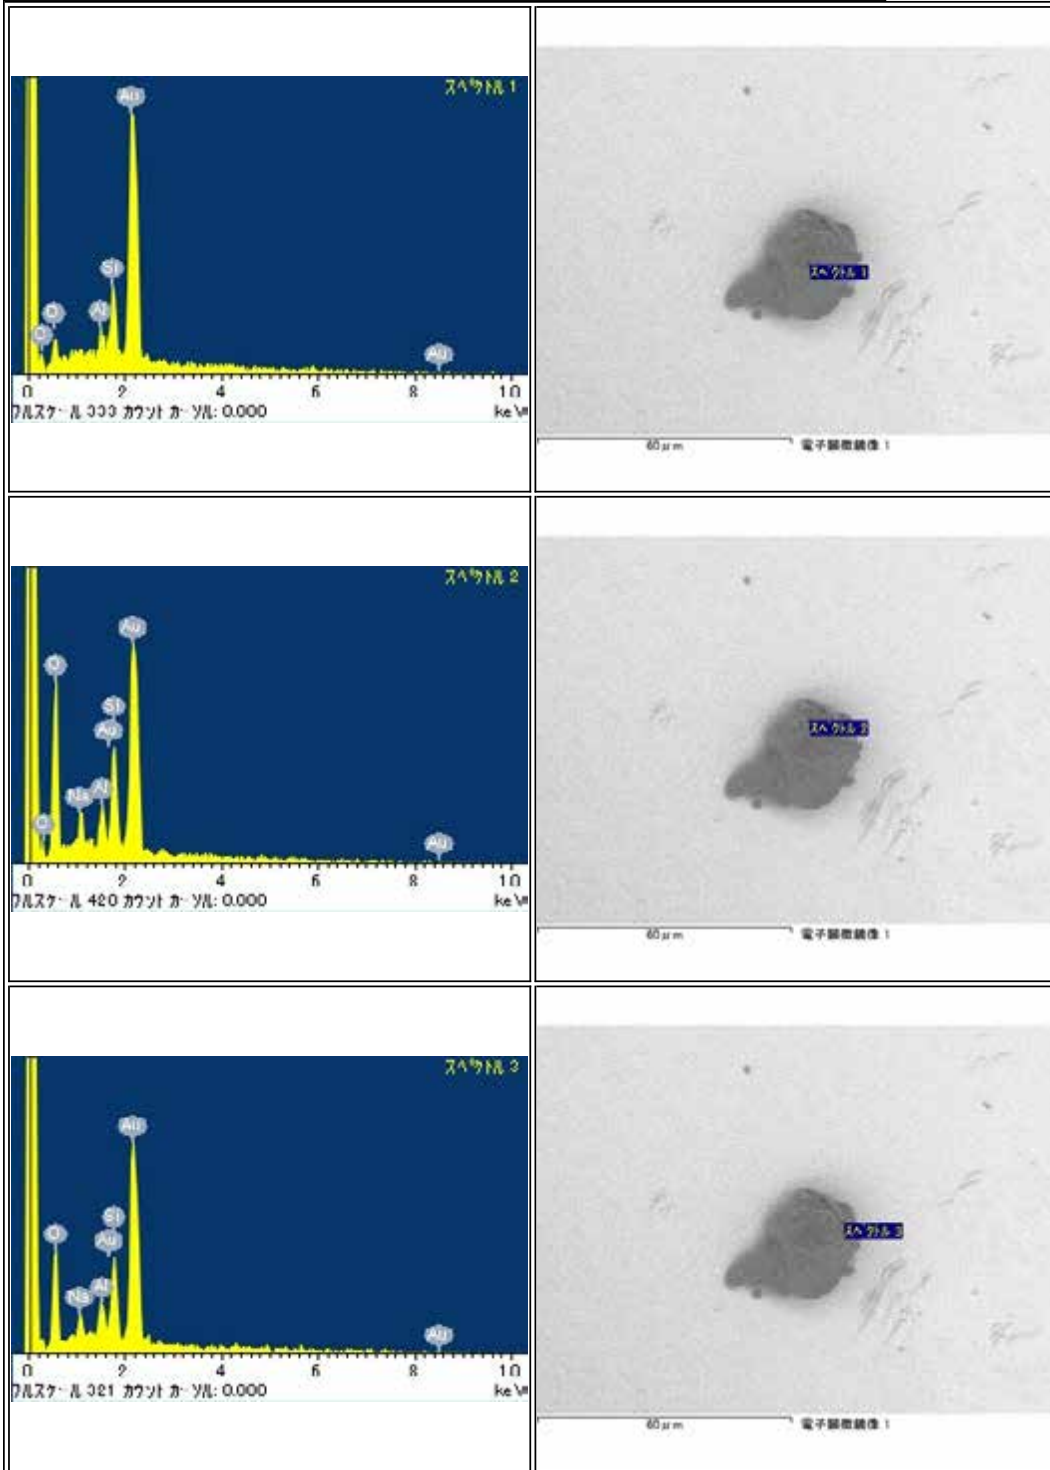 スペクトル 1
Au
Si
O
Al
C
Au
0 2 4 6 8 10
フルスケール 333 カウント カーソル: 0.000 keV
スペクトル 1
60μm 電子顕微鏡像 1
スペクトル 2
Au
O
Si
Au
Na Al
C
Au
0 2 4 6 8 10
フルスケール 420 カウント カーソル: 0.000 keV
スペクトル 2
60μm 電子顕微鏡像 1
スペクトル 3
Au
Si
O Au
Na Al
Au
0 2 4 6 8 10
フルスケール 321 カウント カーソル: 0.000 keV
スペクトル 3
60μm 電子顕微鏡像 1